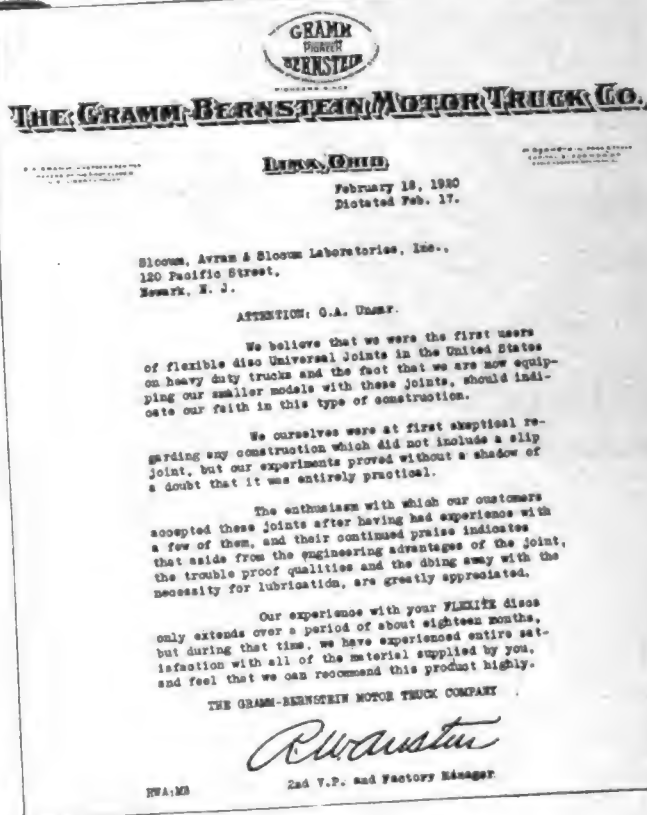 GRAMM
PIONEER
BERNSTEIN
THE GRAMM-BERNSTEIN MOTOR TRUCK CO.
LIMA, OHIO
February 18, 1920
Dictated Feb. 17.
Slocum, Avram & Slocum Laboratories, Inc.,
120 Pacific Street,
Newark, N. J.
ATTENTION: G.A. Unger.
We believe that we were the first users
of flexible disc Universal Joints in the United States
on heavy duty trucks and the fact that we are now equip-
ping our smaller models with these joints, should indi-
cate our faith in this type of construction.
We ourselves were at first skeptical re-
garding any construction which did not include a slip
joint, but our experiments proved without a shadow of
a doubt that it was entirely practical.
The enthusiasm with which our customers
accepted these joints after having had experience with
a few of them, and their continued praise indicates
that aside from the engineering advantages of the joint,
the trouble proof qualities and the dbing away with the
necessity for lubrication, are greatly appreciated.
Our experience with your FLEXITE discs
only extends over a period of about eighteen months,
but during that time, we have experienced entire sat-
isfaction with all of the material supplied by you,
and feel that we can recommend this product highly.
THE GRAMM-BERNSTEIN MOTOR TRUCK COMPANY
R.W. Austin
2nd V.P. and Factory Manager
RWA:MB